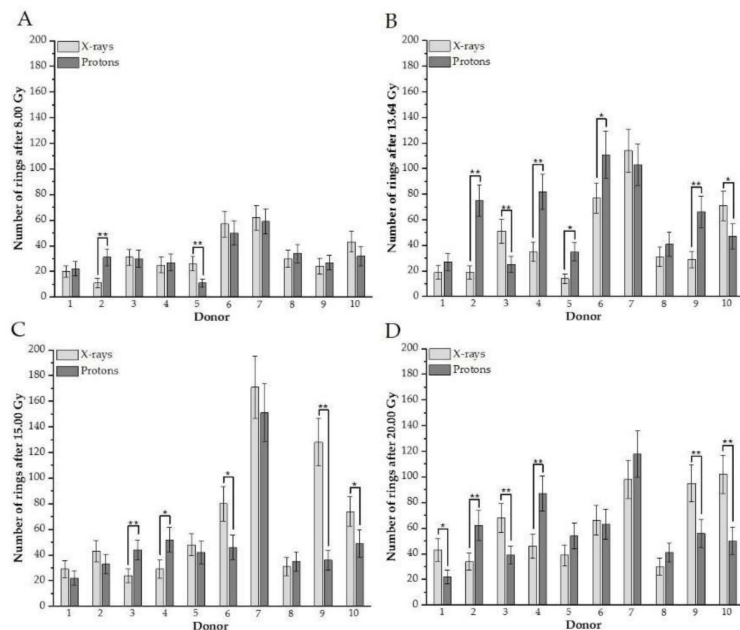 A
Number of rings after 8.00 Gy
200
180
160
140
120
100
80
60
40
20
0
X-rays
Protons
**
**
1 2 3 4 5 6 7 8 9 10
Donor
B
Number of rings after 13.64 Gy
200
180
160
140
120
100
80
60
40
20
0
X-rays
Protons
**
**
**
*
*
**
*
1 2 3 4 5 6 7 8 9 10
Donor
C
Number of rings after 15.00 Gy
200
180
160
140
120
100
80
60
40
20
0
X-rays
Protons
**
*
*
**
*
1 2 3 4 5 6 7 8 9 10
Donor
D
Number of rings after 20.00 Gy
200
180
160
140
120
100
80
60
40
20
0
X-rays
Protons
*
**
**
**
**
**
1 2 3 4 5 6 7 8 9 10
Donor